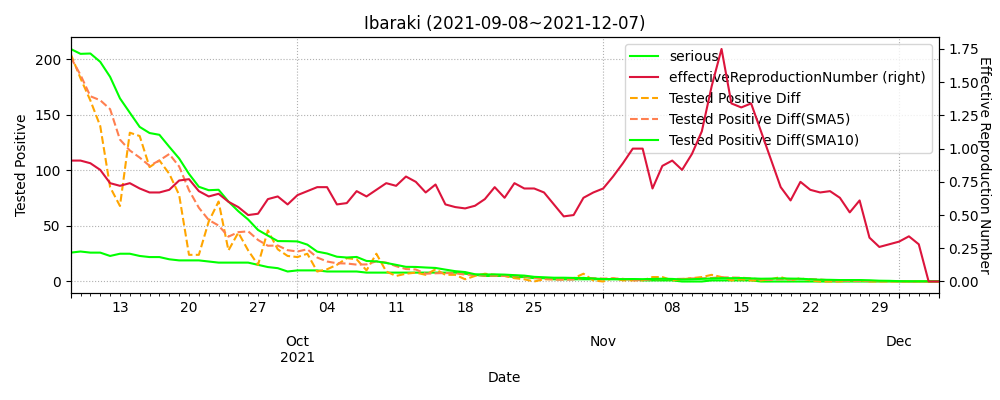 Ibaraki (2021-09-08~2021-12-07)
serious
effectiveReproductionNumber (right)
Tested Positive Diff
Tested Positive Diff(SMA5)
Tested Positive Diff(SMA10)
Tested Positive
200
150
100
50
0
Effective Reproduction Number
1.75
1.50
1.25
1.00
0.75
0.50
0.25
0.00
13 20 27 04 11 18 25 08 15 22 29
Oct Nov Dec
2021
Date